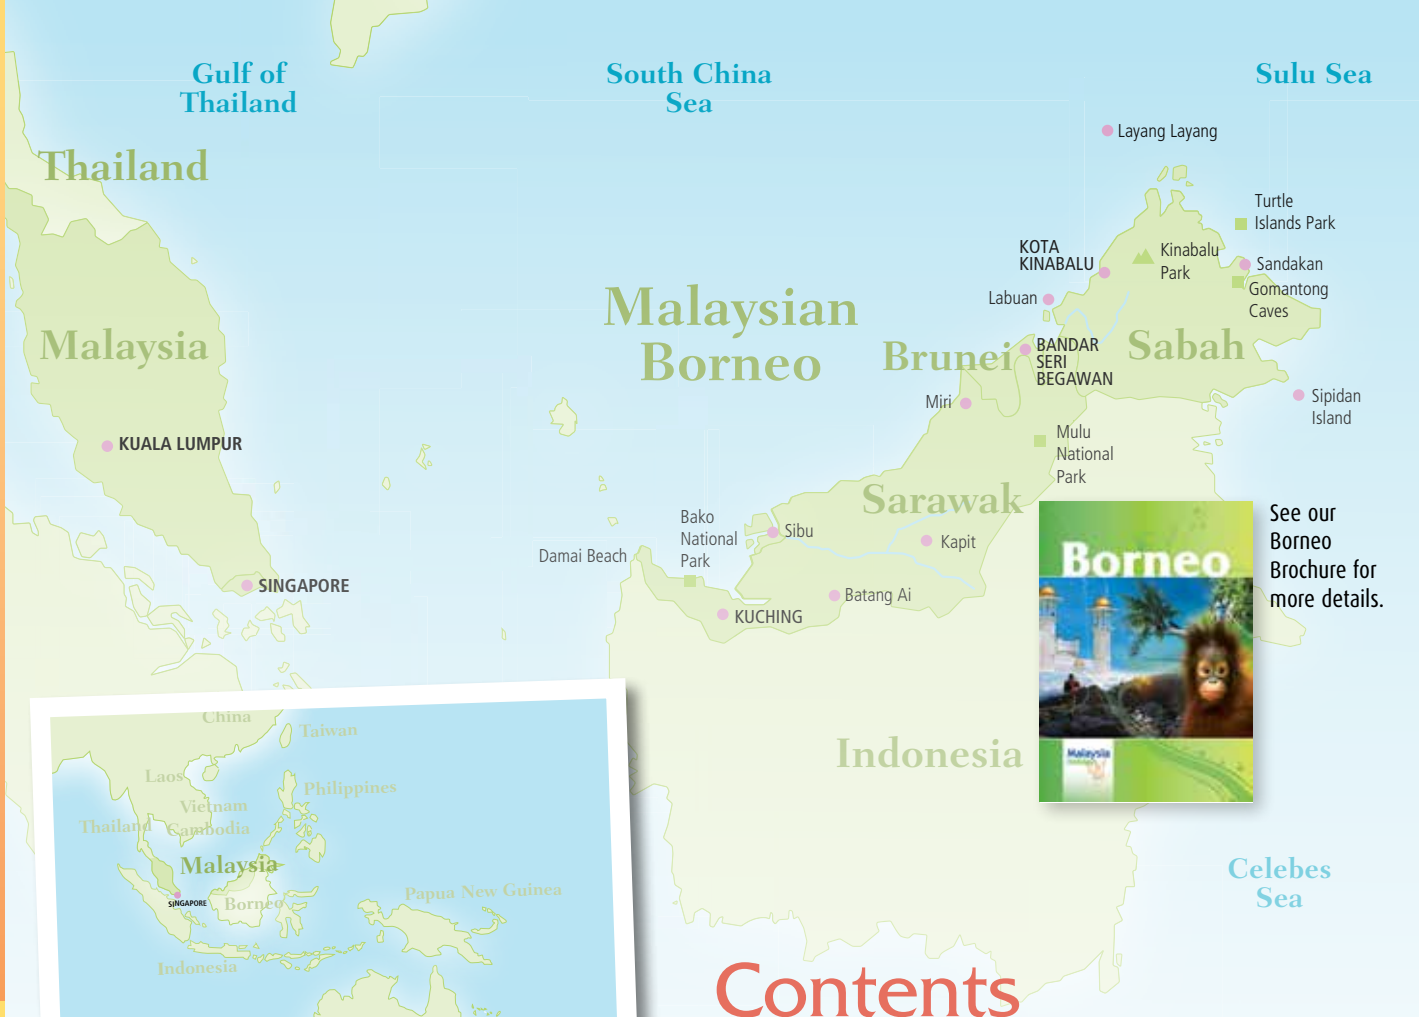 Gulf of
Thailand
South China
Sea
Sulu Sea
Layang Layang
Thailand
Turtle
Islands Park
KOTA
KINABALU
Kinabalu
Park
Sandakan
Gomantong
Caves
Labuan
Malaysian
Borneo
Malaysia
Brunei
BANDAR
SERI
BEGAWAN
Sabah
Miri
Sipidan
Island
KUALA LUMPUR
Mulu
National
Park
Sarawak
Bako
National
Park
Sibu
Kapit
Damai Beach
SINGAPORE
Batang Ai
KUCHING
See our
Borneo
Brochure for
more details.
Borneo
Malaysia
Indonesia
Celebes
Sea
China
Taiwan
Laos
Philippines
Vietnam
Thailand
Cambodia
Malaysia
SINGAPORE
Borneo
Papua New Guinea
Indonesia
Contents